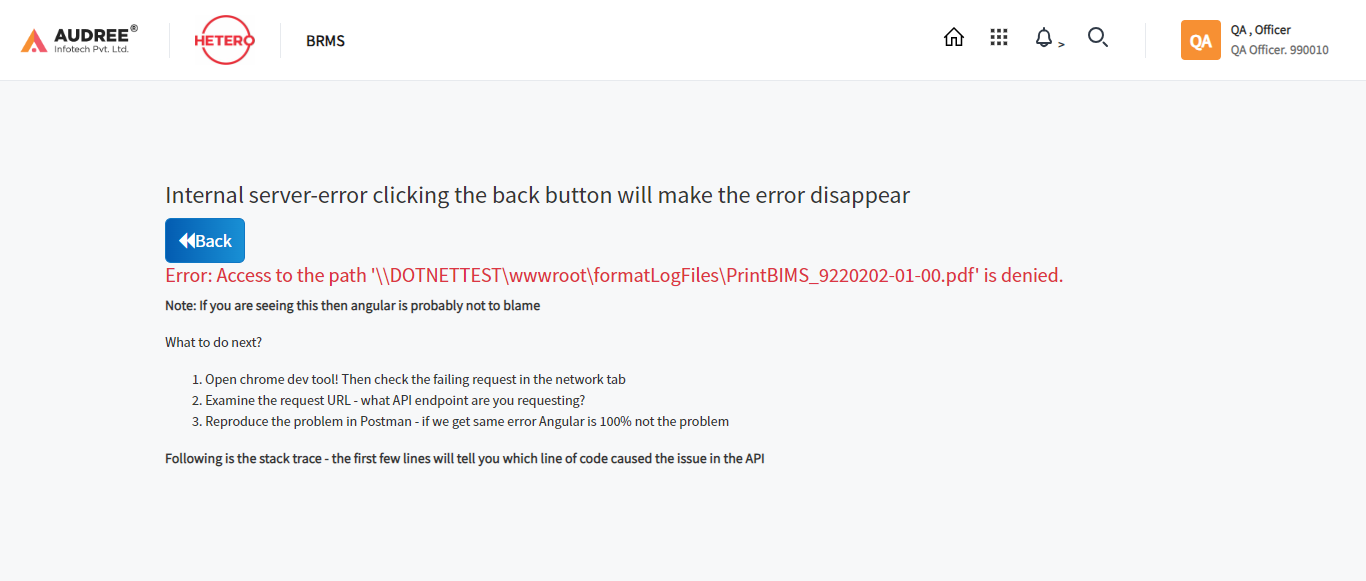 AUDREE®
Infotech Pvt. Ltd.
HETERO
BRMS
>
QA
QA , Officer
QA Officer. 990010
Internal server-error clicking the back button will make the error disappear
Back
Error: Access to the path '\\DOTNETTEST\wwwroot\formatLogFiles\PrintBIMS_9220202-01-00.pdf' is denied.
Note: If you are seeing this then angular is probably not to blame
What to do next?
1. Open chrome dev tool! Then check the failing request in the network tab
2. Examine the request URL - what API endpoint are you requesting?
3. Reproduce the problem in Postman - if we get same error Angular is 100% not the problem
Following is the stack trace - the first few lines will tell you which line of code caused the issue in the API